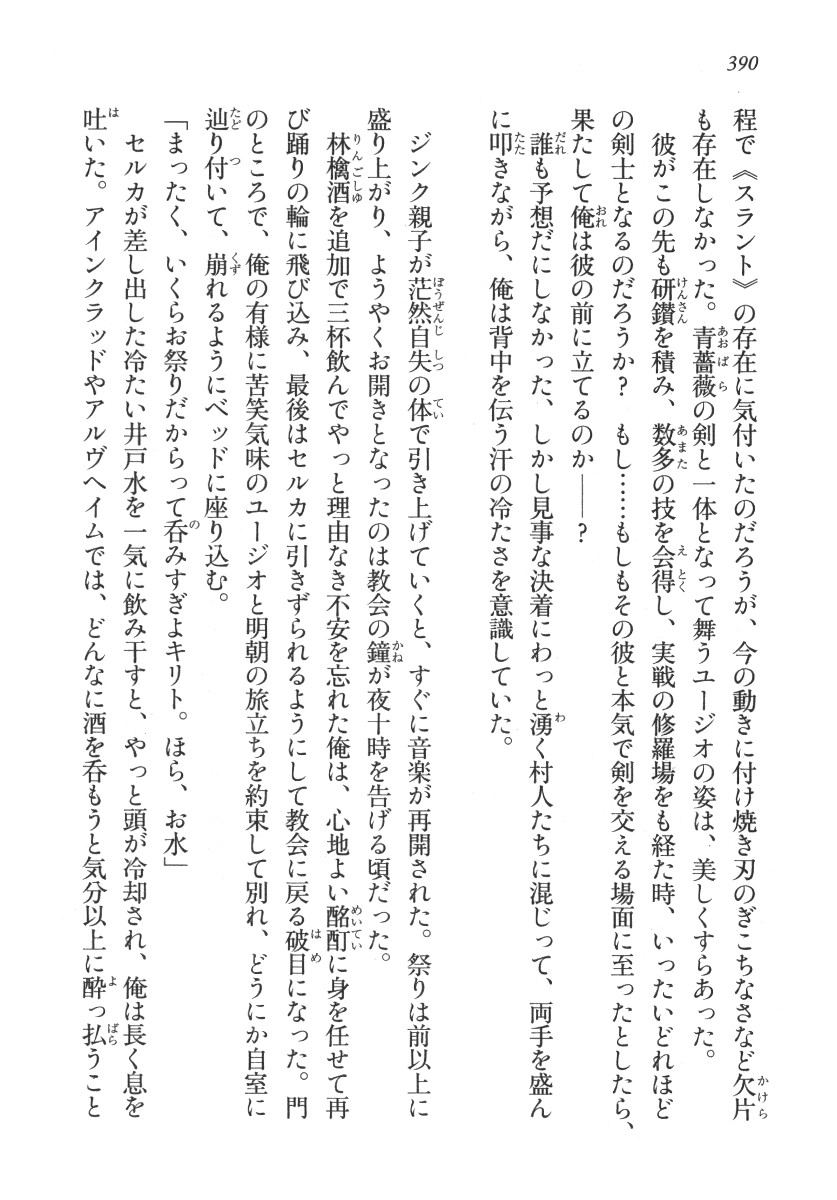 390
程で《スラント》の存在に気付いたのだろうが、今の動きに付け焼き刃のぎこちなさなど欠片
も存在しなかった。青薔薇の剣と一体となって舞うユージオの姿は、美しくすらあった。
彼がこの先も研鑽を積み、数多の技を会得し、実戦の修羅場をも経た時、いったいどれほど
の剣士となるのだろうか？　もし……もしもその彼と本気で剣を交える場面に至ったとしたら、
果たして俺は彼の前に立てるのか――？
誰も予想だにしなかった、しかし見事な決着にわっと湧く村人たちに混じって、両手を盛ん
に叩きながら、俺は背中を伝う汗の冷たさを意識していた。
ジンク親子が茫然自失の体で引き上げていくと、すぐに音楽が再開された。祭りは前以上に
盛り上がり、ようやくお開きとなったのは教会の鐘が夜十時を告げる頃だった。
林檎酒を追加で三杯飲んでやっと理由なき不安を忘れた俺は、心地よい酩酊に身を任せて再
び踊りの輪に飛び込み、最後はセルカに引きずられるようにして教会に戻る破目になった。門
のところで、俺の有様に苦笑気味のユージオと明朝の旅立ちを約束して別れ、どうにか自室に
辿り付いて、崩れるようにベッドに座り込む。
「まったく、いくらお祭りだからって呑みすぎよキリト。ほら、お水」
セルカが差し出した冷たい井戸水を一気に飲み干すと、やっと頭が冷却され、俺は長く息を
吐いた。アインクラッドやアルヴヘイムでは、どんなに酒を呑もうと気分以上に酔っ払うこと